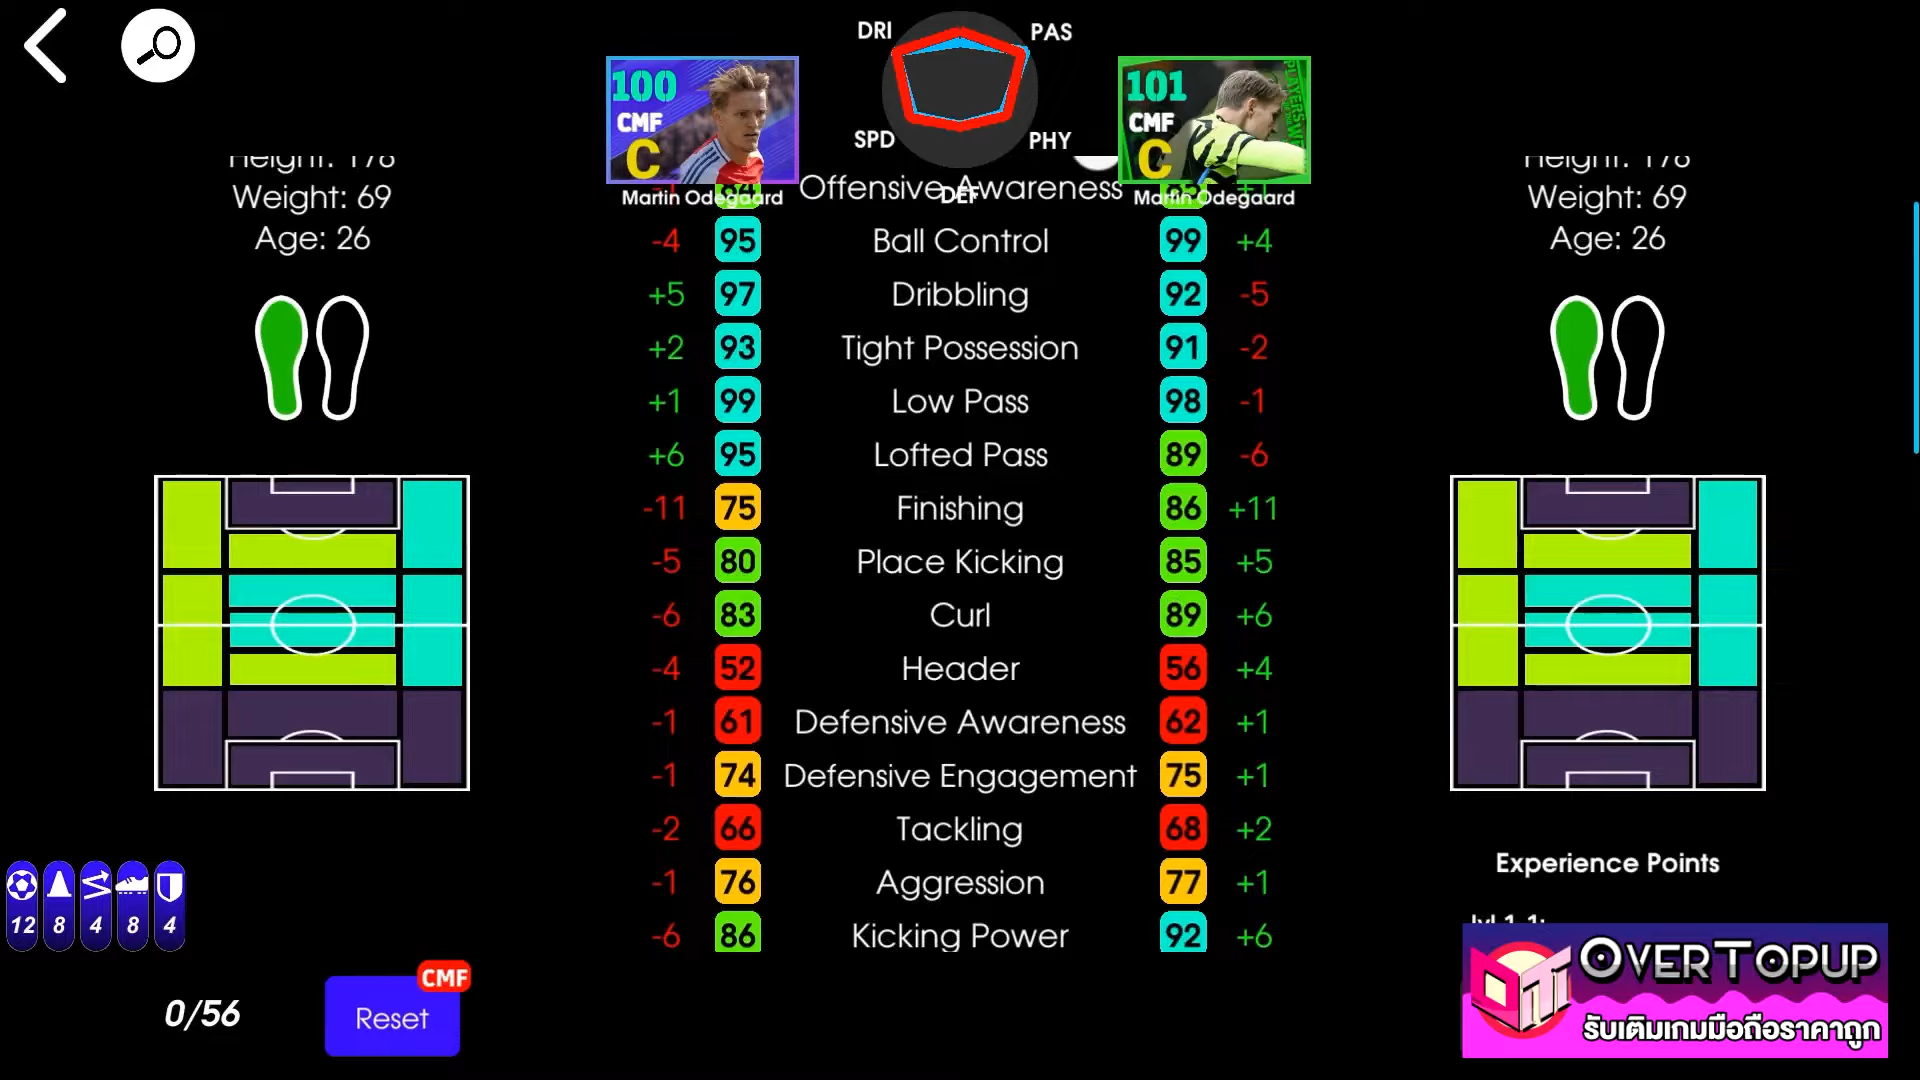 DRI
PAS
SPD
PHY
DEF
100
CMF
C
Martin Odegaard
101
CMF
C
Martin Odegaard
Height: 178
Weight: 69
Age: 26
Height: 178
Weight: 69
Age: 26
Offensive Awareness
-4 95 Ball Control 99 +4
+5 97 Dribbling 92 -5
+2 93 Tight Possession 91 -2
+1 99 Low Pass 98 -1
+6 95 Lofted Pass 89 -6
-11 75 Finishing 86 +11
-5 80 Place Kicking 85 +5
-6 83 Curl 89 +6
-4 52 Header 56 +4
-1 61 Defensive Awareness 62 +1
-1 74 Defensive Engagement 75 +1
-2 66 Tackling 68 +2
-1 76 Aggression 77 +1
-6 86 Kicking Power 92 +6
12 8 4 8 4
0/56
CMF
Reset
Experience Points
OVERTOPUP
รับเติมเกมมือถือราคาถูก